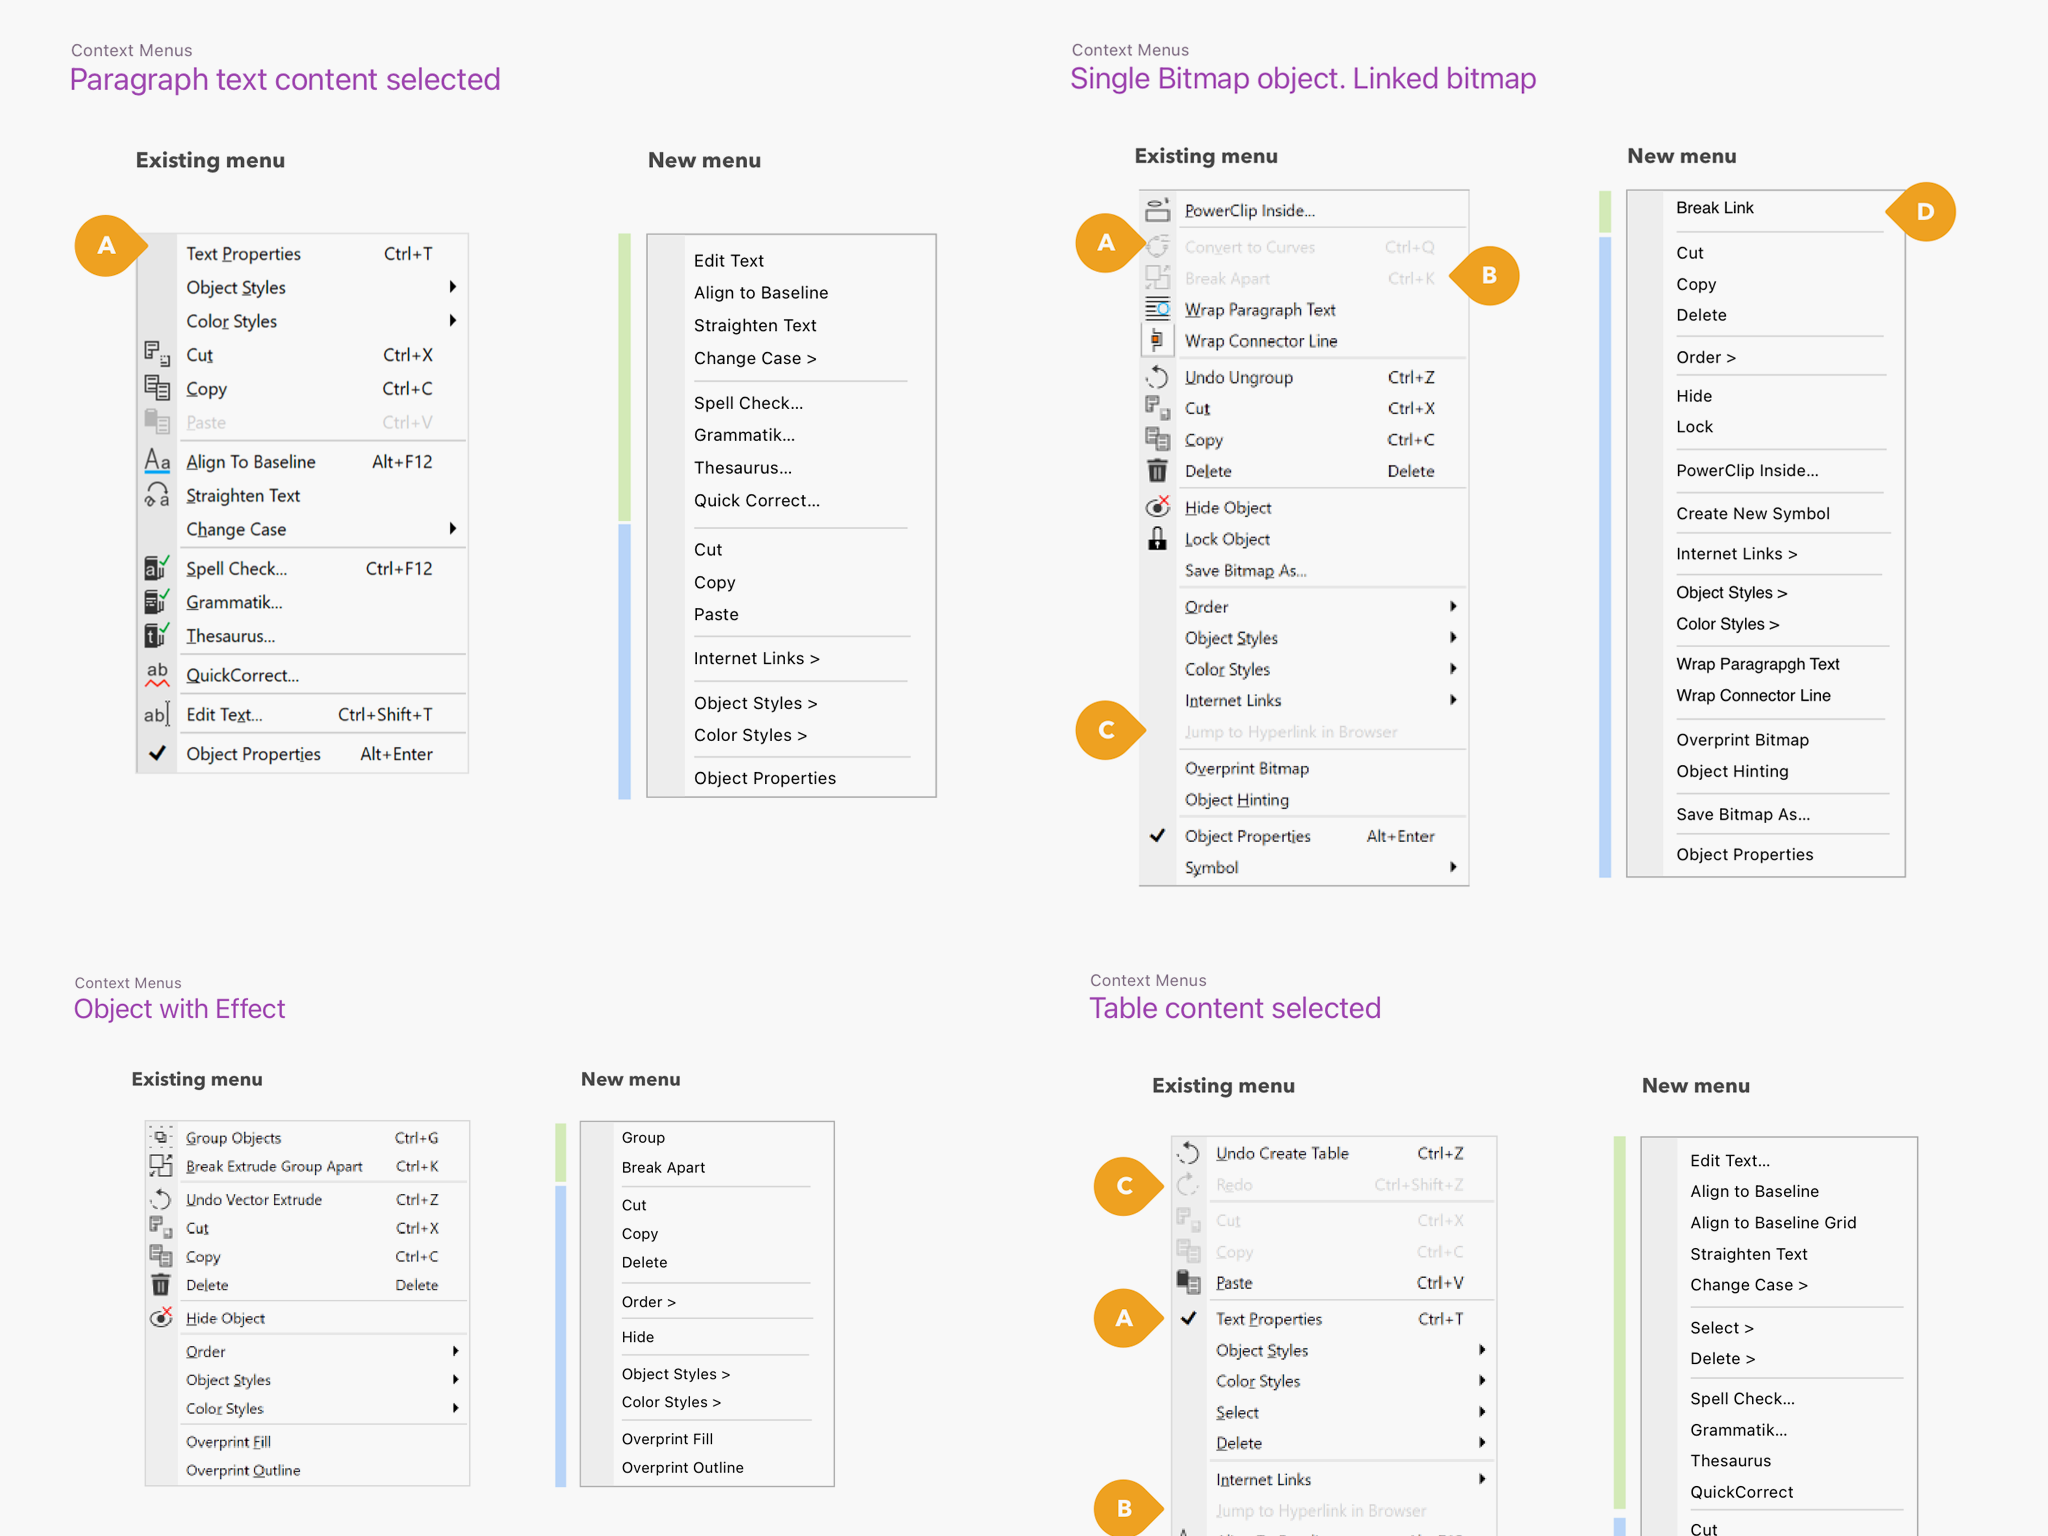 Context Menus
Paragraph text content selected
Existing menu
New menu
A
Text Properties Ctrl+T
Object Styles
Color Styles
Cut Ctrl+X
Copy Ctrl+C
Paste Ctrl+V
Align To Baseline Alt+F12
Straighten Text
Change Case
Spell Check... Ctrl+F12
Grammatik...
Thesaurus...
QuickCorrect...
Edit Text... Ctrl+Shift+T
Object Properties Alt+Enter
Edit Text
Align to Baseline
Straighten Text
Change Case >
Spell Check...
Grammatik...
Thesaurus...
Quick Correct...
Cut
Copy
Paste
Internet Links >
Object Styles >
Color Styles >
Object Properties
Context Menus
Single Bitmap object. Linked bitmap
Existing menu
New menu
PowerClip Inside...
A
Convert to Curves Ctrl+Q
Break Apart Ctrl+K
B
Wrap Paragraph Text
Wrap Connector Line
Undo Ungroup Ctrl+Z
Cut Ctrl+X
Copy Ctrl+C
Delete Delete
Hide Object
Lock Object
Save Bitmap As...
Order
Object Styles
Color Styles
Internet Links
C
Jump to Hyperlink in Browser
Overprint Bitmap
Object Hinting
Object Properties Alt+Enter
Symbol
Break Link
D
Cut
Copy
Delete
Order >
Hide
Lock
PowerClip Inside...
Create New Symbol
Internet Links >
Object Styles >
Color Styles >
Wrap Paragrapgh Text
Wrap Connector Line
Overprint Bitmap
Object Hinting
Save Bitmap As...
Object Properties
Context Menus
Object with Effect
Existing menu
New menu
Group Objects Ctrl+G
Break Extrude Group Apart Ctrl+K
Undo Vector Extrude Ctrl+Z
Cut Ctrl+X
Copy Ctrl+C
Delete Delete
Hide Object
Order
Object Styles
Color Styles
Overprint Fill
Overprint Outline
Group
Break Apart
Cut
Copy
Delete
Order >
Hide
Object Styles >
Color Styles >
Overprint Fill
Overprint Outline
Context Menus
Table content selected
Existing menu
New menu
Undo Create Table Ctrl+Z
C
Redo Ctrl+Shift+Z
Cut Ctrl+X
Copy Ctrl+C
Paste Ctrl+V
A
Text Properties Ctrl+T
Object Styles
Color Styles
Select
Delete
Internet Links
B
Jump to Hyperlink in Browser
Edit Text...
Align to Baseline
Align to Baseline Grid
Straighten Text
Change Case >
Select >
Delete >
Spell Check...
Grammatik...
Thesaurus
QuickCorrect
Cut